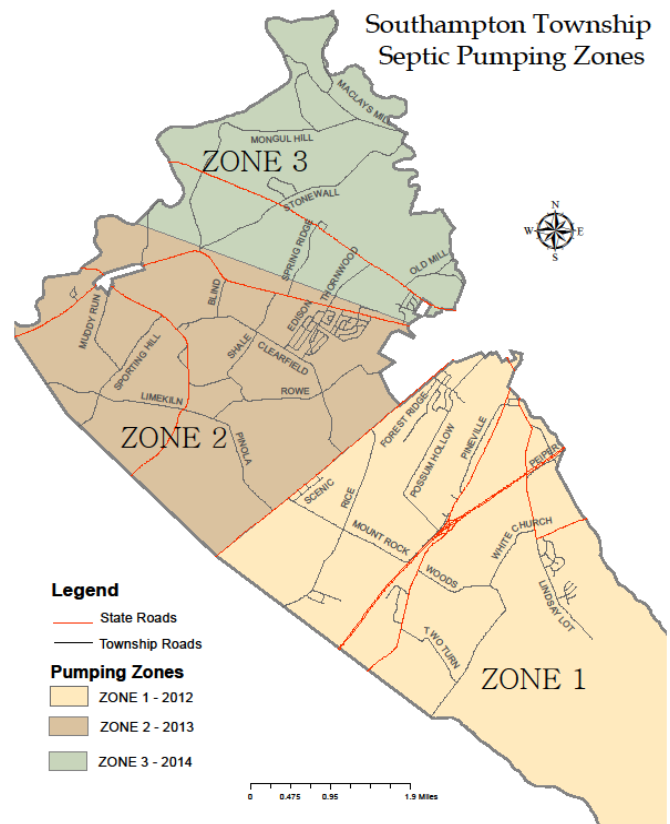 Southampton Township
Septic Pumping Zones
MACLAYS MILL
MONGUL HILL
ZONE 3
STONEWALL
N
W E
S
SPRING RIDGE
OLD MILL
THORNWOOD
BLIND
EDISON
MUDDY RUN
SHALE
CLEARFIELD
SPORTING HILL
ROWE
LIMEKILN
FOREST RIDGE
ZONE 2
PINOLA
POSSUM HOLLOW
PINEVILLE
PEIPER
SCENIC
RICE
MOUNT ROCK
WHITE CHURCH
WOODS
LINDSAY LOT
TWO TURN
ZONE 1
Legend
State Roads
Township Roads
Pumping Zones
ZONE 1 - 2012
ZONE 2 - 2013
ZONE 3 - 2014
0 0.475 0.95 1.9 Miles